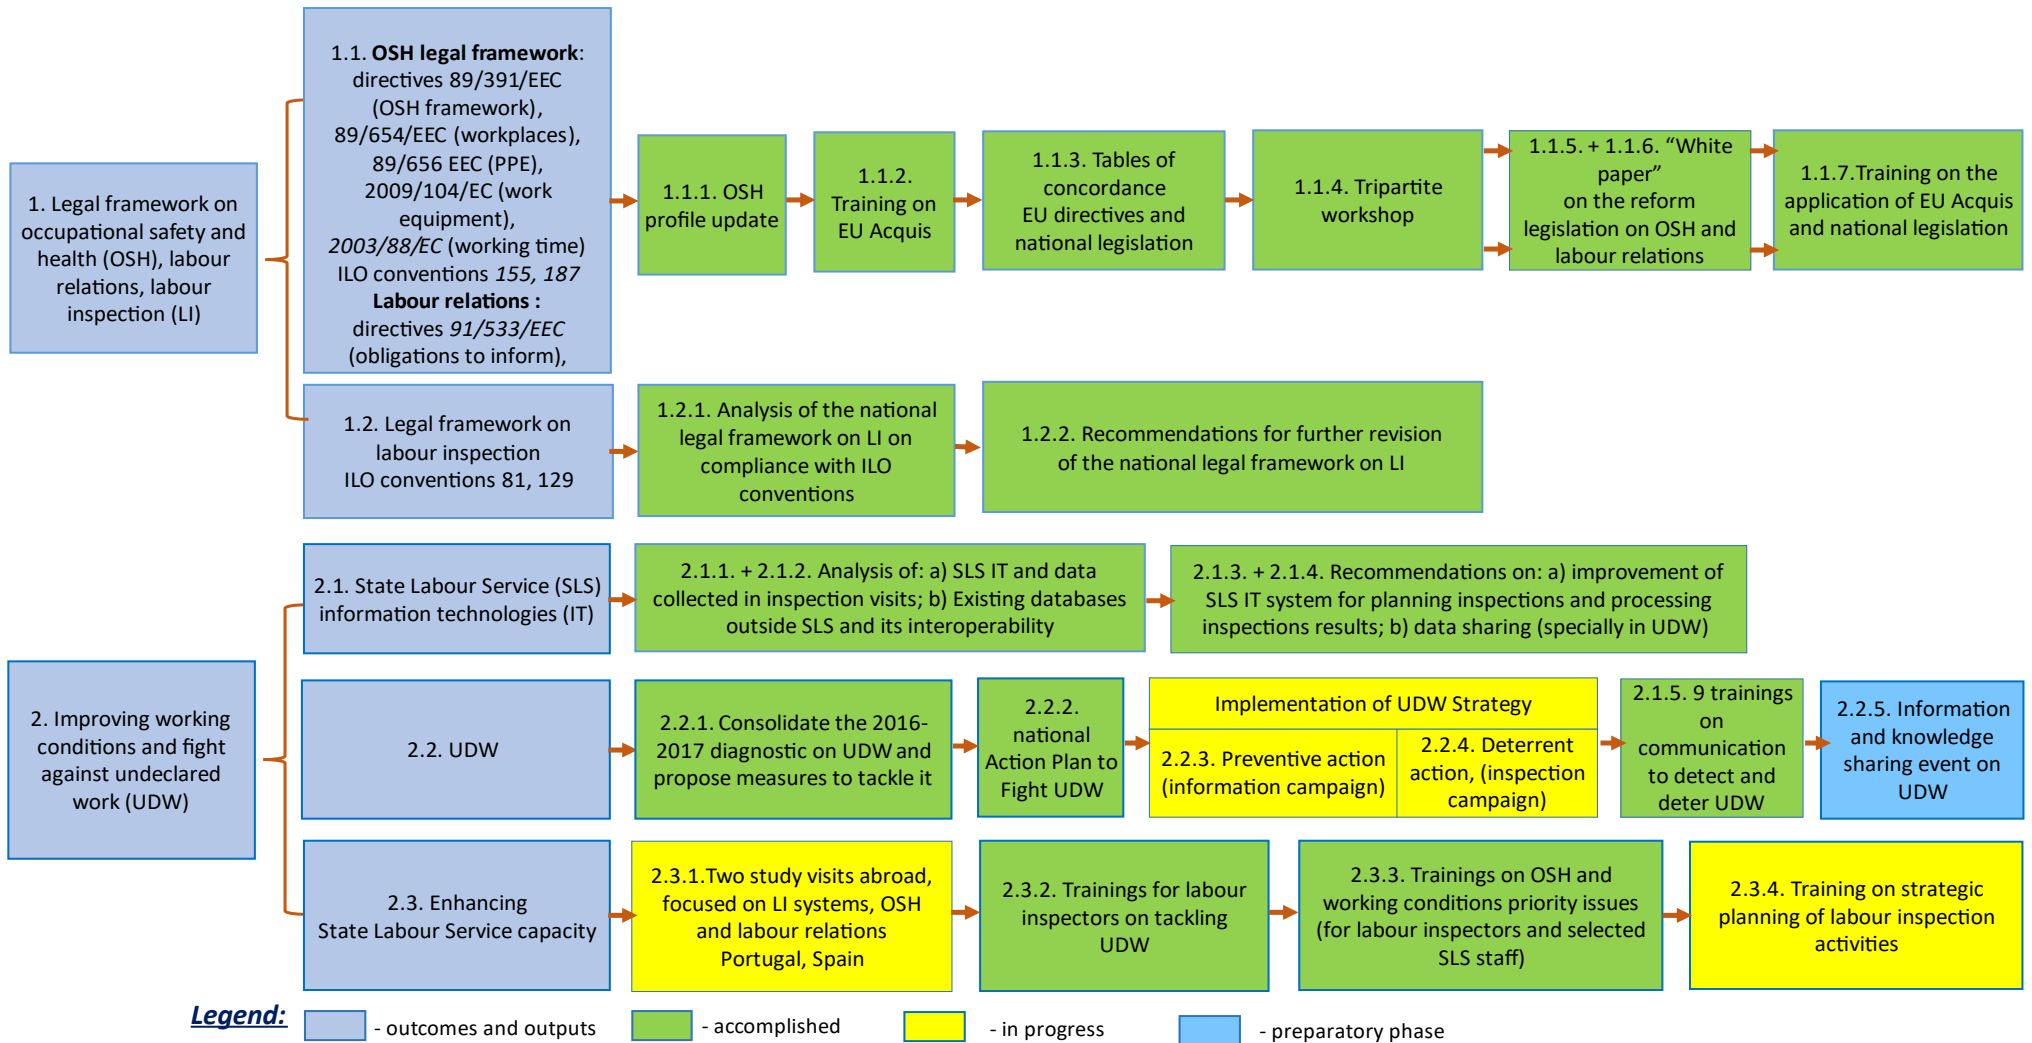 1. Legal framework on
occupational safety and
health (OSH), labour
relations, labour
inspection (LI)
1.1. OSH legal framework:
directives 89/391/EEC
(OSH framework),
89/654/EEC (workplaces),
89/656 EEC (PPE),
2009/104/EC (work
equipment),
2003/88/EC (working time)
ILO conventions 155, 187
Labour relations :
directives 91/533/EEC
(obligations to inform),
1.1.1. OSH
profile update
1.1.2.
Training on
EU Acquis
1.1.3. Tables of
concordance
EU directives and
national legislation
1.1.4. Tripartite
workshop
1.1.5. + 1.1.6. “White
paper”
on the reform
legislation on OSH and
labour relations
1.1.7.Training on the
application of EU Acquis
and national legislation
1.2. Legal framework on
labour inspection
ILO conventions 81, 129
1.2.1. Analysis of the national
legal framework on LI on
compliance with ILO
conventions
1.2.2. Recommendations for further revision
of the national legal framework on LI
2. Improving working
conditions and fight
against undeclared
work (UDW)
2.1. State Labour Service (SLS)
information technologies (IT)
2.1.1. + 2.1.2. Analysis of: a) SLS IT and data
collected in inspection visits; b) Existing databases
outside SLS and its interoperability
2.1.3. + 2.1.4. Recommendations on: a) improvement of
SLS IT system for planning inspections and processing
inspections results; b) data sharing (specially in UDW)
2.2. UDW
2.2.1. Consolidate the 2016-
2017 diagnostic on UDW and
propose measures to tackle it
2.2.2.
national
Action Plan to
Fight UDW
Implementation of UDW Strategy
2.2.3. Preventive action
(information campaign)
2.2.4. Deterrent
action, (inspection
campaign)
2.1.5. 9 trainings
on
communication
to detect and
deter UDW
2.2.5. Information
and knowledge
sharing event on
UDW
2.3. Enhancing
State Labour Service capacity
2.3.1.Two study visits abroad,
focused on LI systems, OSH
and labour relations
Portugal, Spain
2.3.2. Trainings for labour
inspectors on tackling
UDW
2.3.3. Trainings on OSH and
working conditions priority issues
(for labour inspectors and selected
SLS staff)
2.3.4. Training on strategic
planning of labour inspection
activities
Legend:
- outcomes and outputs
- accomplished
- in progress
- preparatory phase